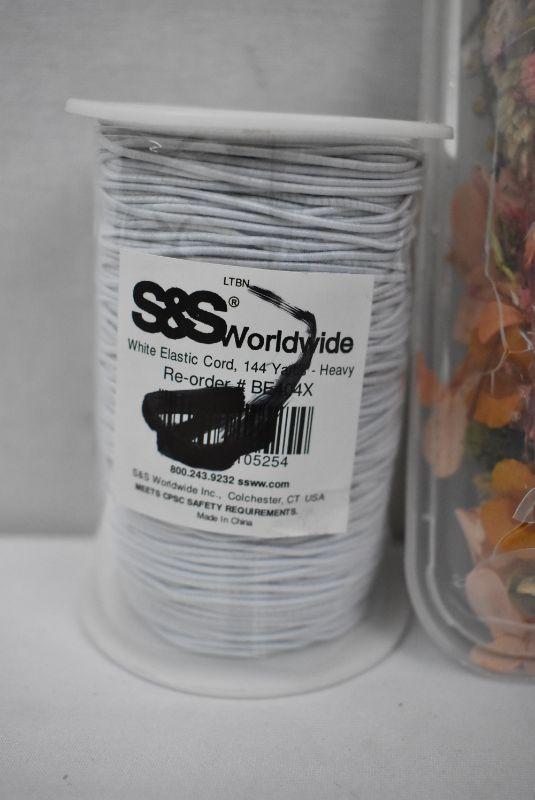 LTBN
S&S® Worldwide
White Elastic Cord, 144 Yards - Heavy
Re-order # BE404X
105254
800.243.9232 ssww.com
S&S Worldwide Inc., Colchester, CT USA
MEETS CPSC SAFETY REQUIREMENTS.
Made In China